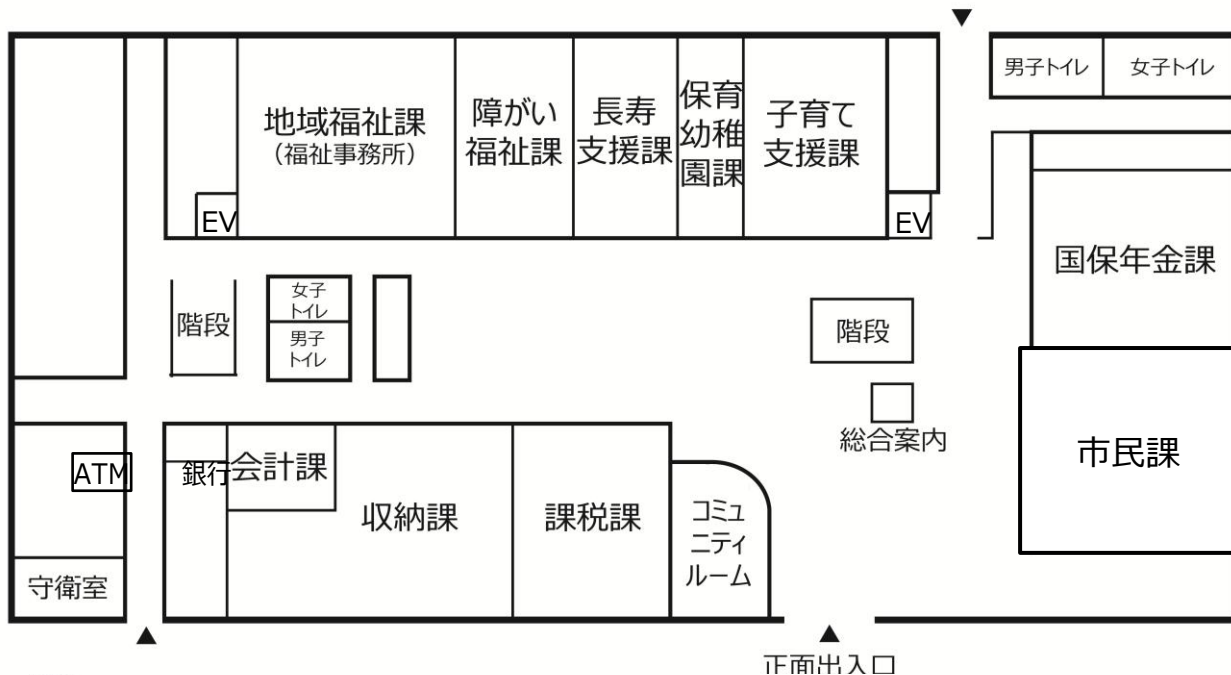 男子トイレ
女子トイレ
地域福祉課
（福祉事務所）
障がい
福祉課
長寿
支援課
保育
幼稚
園課
子育て
支援課
EV
EV
国保年金課
階段
女子
トイレ
男子
トイレ
階段
総合案内
市民課
ATM
銀行
会計課
収納課
課税課
コミュ
ニティ
ルーム
守衛室
正面出入口